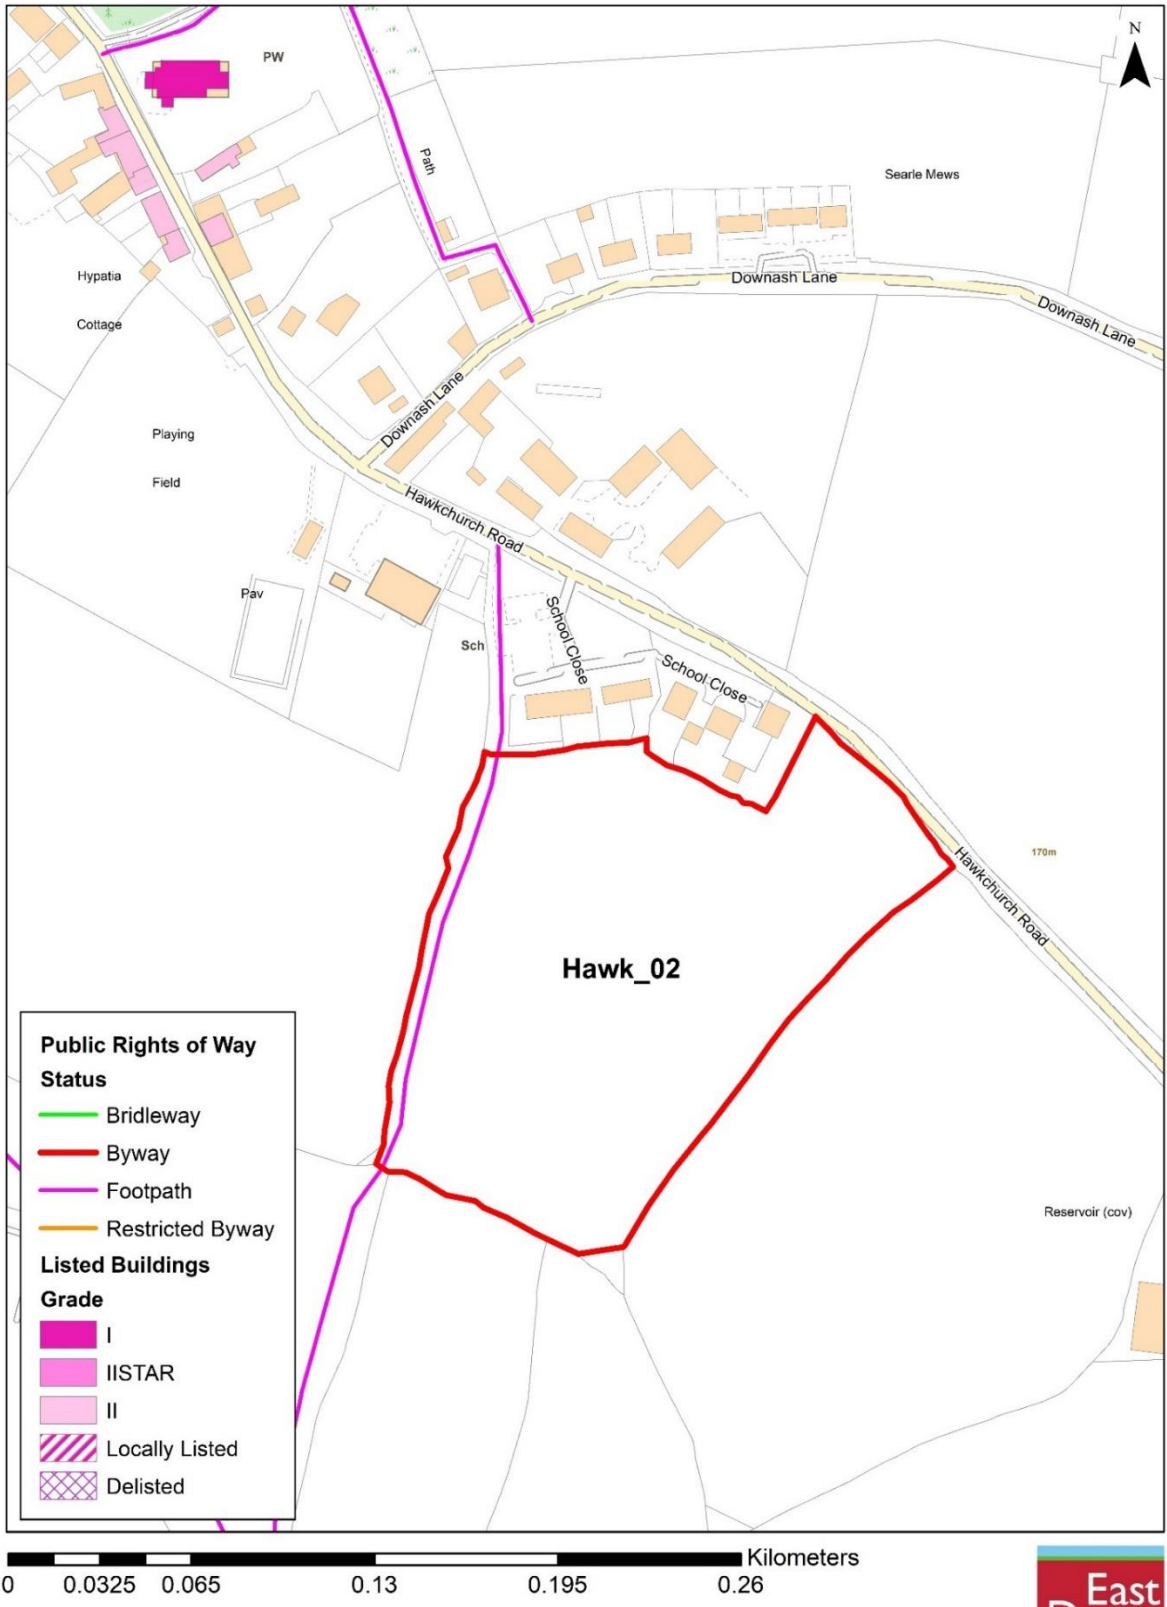 N
PW
Path
Searle Mews
Hypatia
Cottage
Downash Lane
Downash Lane
Downash Lane
Playing
Field
Hawkchurch Road
Pav
School Close
Sch
School Close
170m
Hawkchurch Road
Hawk_02
Reservoir (cov)
Public Rights of Way
Status
Bridleway
Byway
Footpath
Restricted Byway
Listed Buildings
Grade
I
IISTAR
II
Locally Listed
Delisted
Kilometers
0 0.0325 0.065 0.13 0.195 0.26
East